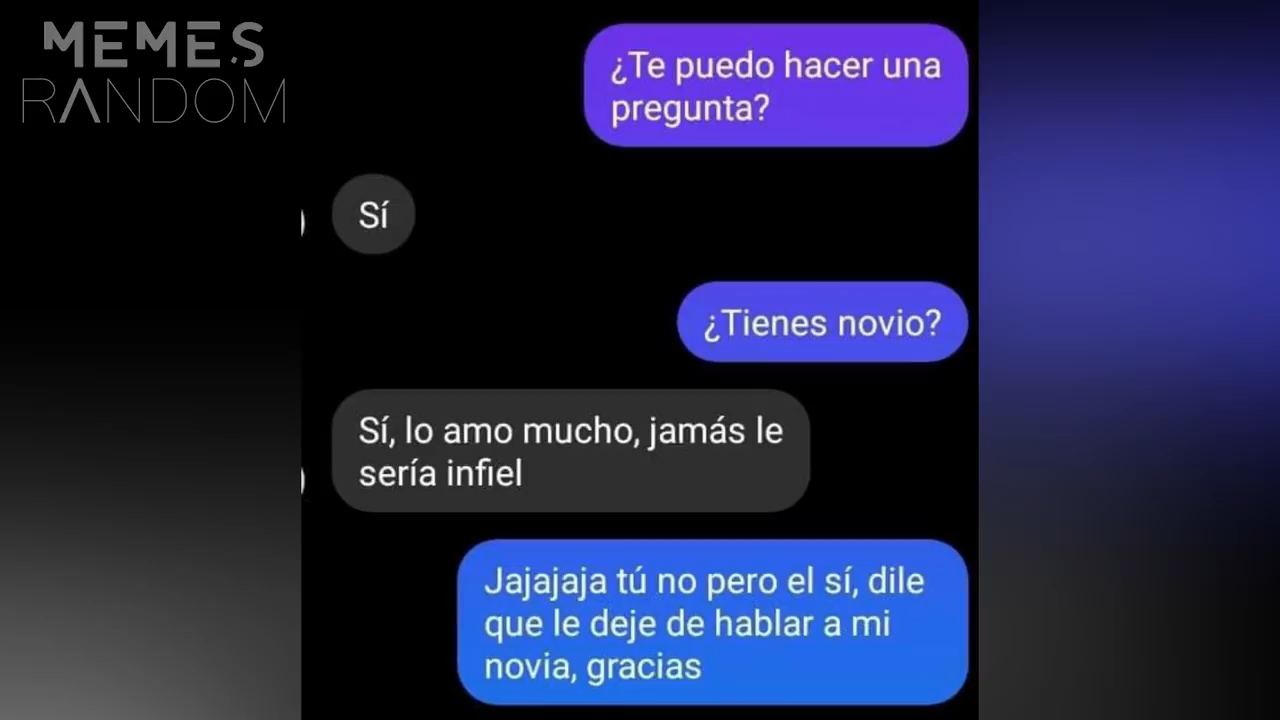 MEMES
RANDOM
¿Te puedo hacer una
pregunta?
Sí
¿Tienes novio?
Sí, lo amo mucho, jamás le
sería infiel
Jajajaja tú no pero el sí, dile
que le deje de hablar a mi
novia, gracias